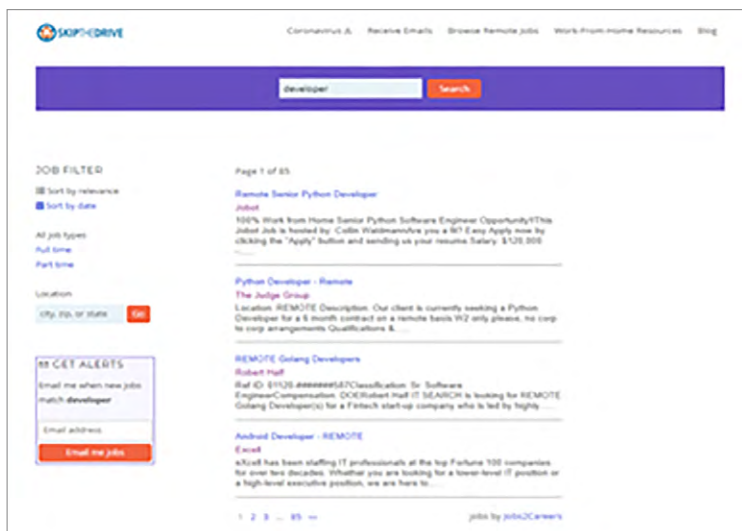 SKIPTHEDRIVE
Coronavirus ⚠ Receive Emails Browse Remote Jobs Work-From-Home Resources Blog
developer Search
JOB FILTER
Sort by relevance
Sort by date
All job types
Full time
Part time
Location
city, zip, or state Go
GET ALERTS
Email me when new jobs
match developer
Email address
Email me jobs
Page 1 of 85
Remote Senior Python Developer
Jobot
100% Work from Home Senior Python Software Engineer Opportunity!!This
Jobot Job is hosted by: Collin WaldmannAre you a fit? Easy Apply now by
clicking the "Apply" button and sending us your resume.Salary: $120,000
-......
Python Developer - Remote
The Judge Group
Location: REMOTE Description: Our client is currently seeking a Python
Developer for a 6 month contract on a remote basis W2 only please, no corp
to corp arrangements Qualifications &.....
REMOTE Golang Developers
Robert Half
Ref ID: 01120-#######587Classification: Sr. Software
EngineerCompensation: DOERobert Half IT SEARCH is looking for REMOTE
Golang Developer(s) for a Fintech start-up company who is led by highly.....
Android Developer - REMOTE
Excell
eXcell has been staffing IT professionals at the top Fortune 100 companies
for over two decades. Whether you are looking for a lower-level IT position or
a high-level executive position, we are here to....
1 2 3 ... 85 >> jobs by Jobs2Careers